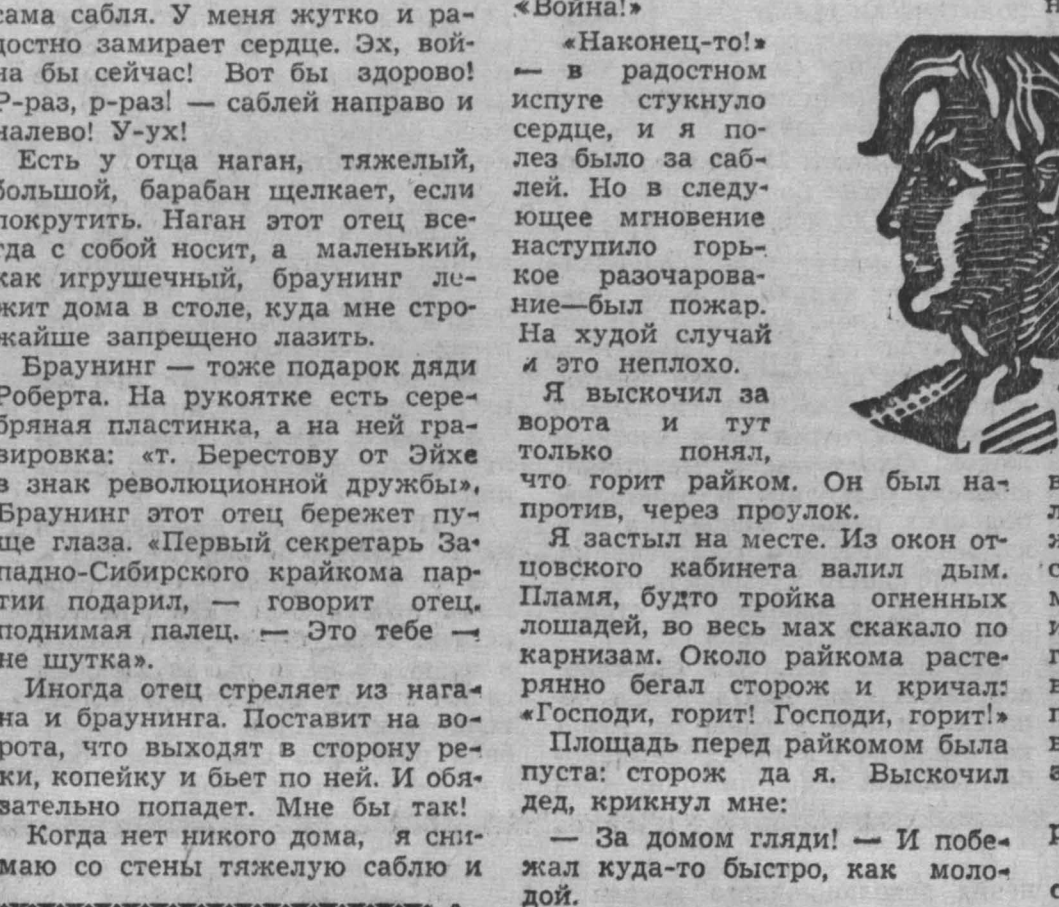 сама сабля. У меня жутко и ра-
достно замирает сердце. Эх, вой-
на бы сейчас! Вот бы здорово!
Р-раз, р-раз! — саблей направо и
налево! У-ух!
Есть у отца наган, тяжелый,
большой, барабан щелкает, если
покрутить. Наган этот отец все-
гда с собой носит, а маленький,
как игрушечный, браунинг ле-
жит дома в столе, куда мне стро-
жайше запрещено лазить.
Браунинг — тоже подарок дяди
Роберта. На рукоятке есть сере-
бряная пластинка, а на ней гра-
вировка: «т. Берестову от Эйхе
в знак революционной дружбы».
Браунинг этот отец бережет пу-
ще глаза. «Первый секретарь За-
падно-Сибирского крайкома пар-
тии подарил, — говорит отец,
поднимая палец. — Это тебе —
не шутка».
Иногда отец стреляет из нага-
на и браунинга. Поставит на во-
рота, что выходят в сторону ре-
ки, копейку и бьет по ней. И обя-
зательно попадет. Мне бы так!
Когда нет никого дома, я сни-
маю со стены тяжелую саблю и
«Война!»
«Наконец-то!»
— в радостном
испуге стукнуло
сердце, и я по-
лез было за саб-
лей. Но в следу-
ющее мгновение
наступило горь-
кое разочарова-
ние—был пожар.
На худой случай
и это неплохо.
Я выскочил за
ворота и тут
только понял,
что горит райком. Он был на-
против, через проулок.
Я застыл на месте. Из окон от-
цовского кабинета валил дым.
Пламя, будто тройка огненных
лошадей, во весь мах скакало по
карнизам. Около райкома расте-
рянно бегал сторож и кричал:
«Господи, горит! Господи, горит!»
Площадь перед райкомом была
пуста: сторож да я. Выскочил
дед, крикнул мне:
— За домом гляди! — И побе-
жал куда-то быстро, как моло-
дой.